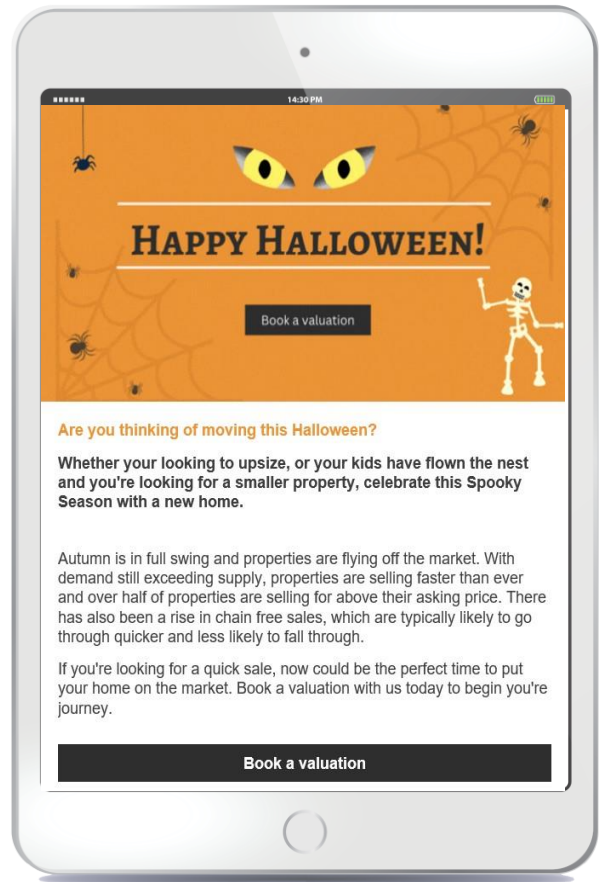 14:30 PM
HAPPY HALLOWEEN!
Book a valuation
Are you thinking of moving this Halloween?
Whether your looking to upsize, or your kids have flown the nest
and you're looking for a smaller property, celebrate this Spooky
Season with a new home.
Autumn is in full swing and properties are flying off the market. With
demand still exceeding supply, properties are selling faster than ever
and over half of properties are selling for above their asking price. There
has also been a rise in chain free sales, which are typically likely to go
through quicker and less likely to fall through.
If you're looking for a quick sale, now could be the perfect time to put
your home on the market. Book a valuation with us today to begin you're
journey.
Book a valuation